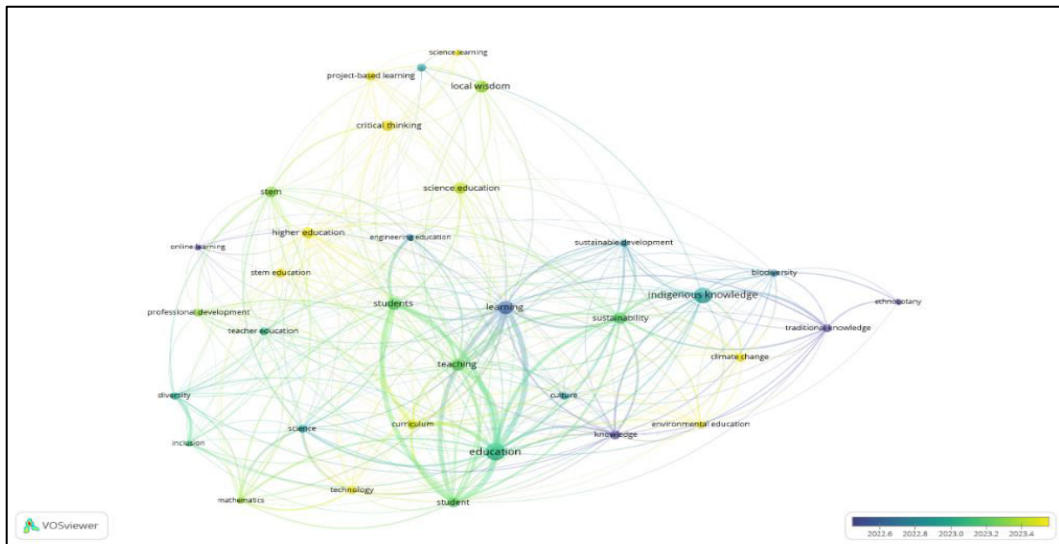 science learning
project-based learning
local wisdom
critical thinking
stem
science education
higher education
engineering education
online learning
sustainable development
stem education
biodiversity
indigenous knowledge
ethnobotany
students
learning
professional development
sustainability
traditional knowledge
teacher education
climate change
teaching
diversity
culture
curriculum
environmental education
science
knowledge
inclusion
education
technology
mathematics
student
VOSviewer
2022.6 2022.8 2023.0 2023.2 2023.4